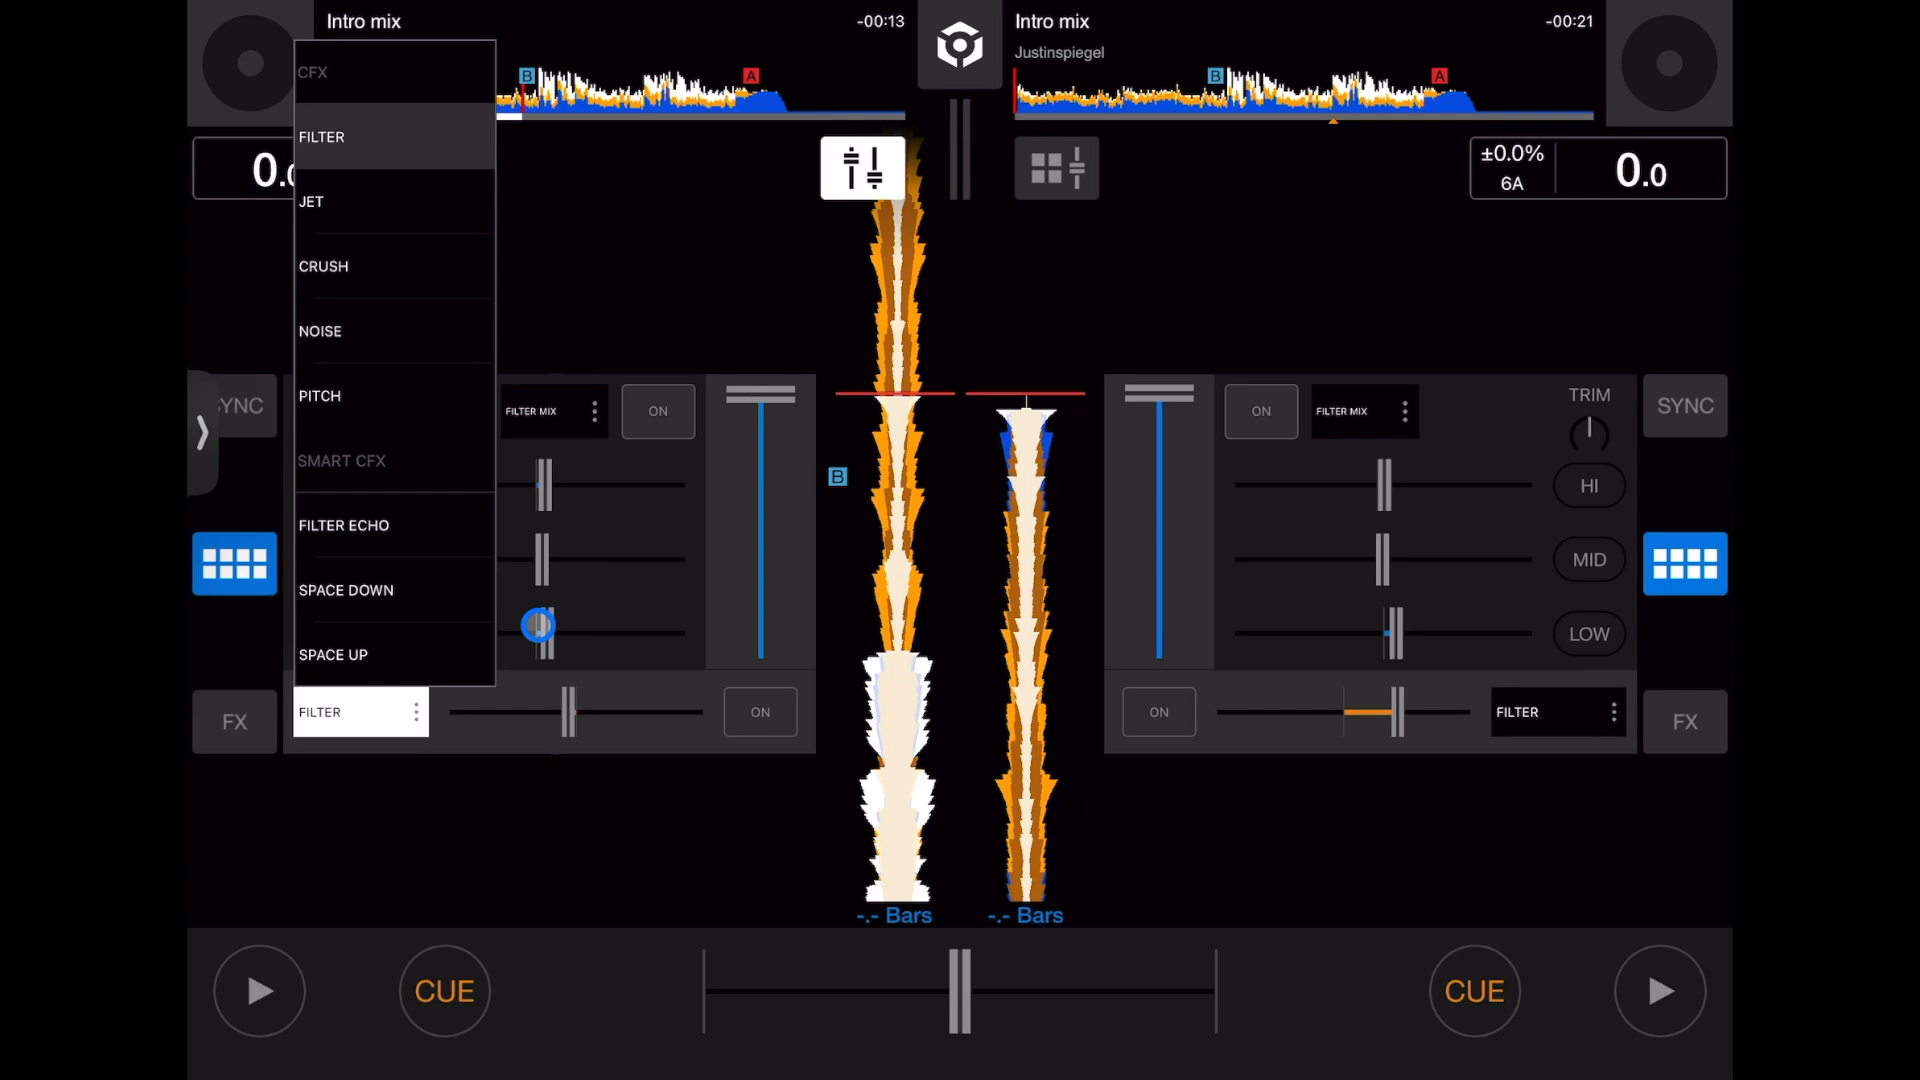 Intro mix
-00:13
Intro mix
-00:21
Justinspiegel
CFX
B
A
B
A
FILTER
0.0
±0.0%
6A
0.0
JET
CRUSH
NOISE
PITCH
SMART CFX
FILTER ECHO
SPACE DOWN
SPACE UP
YNC
FILTER MIX
ON
ON
FILTER MIX
TRIM
SYNC
B
HI
MID
LOW
FX
FILTER
ON
ON
FILTER
FX
-.- Bars
-.- Bars
CUE
CUE